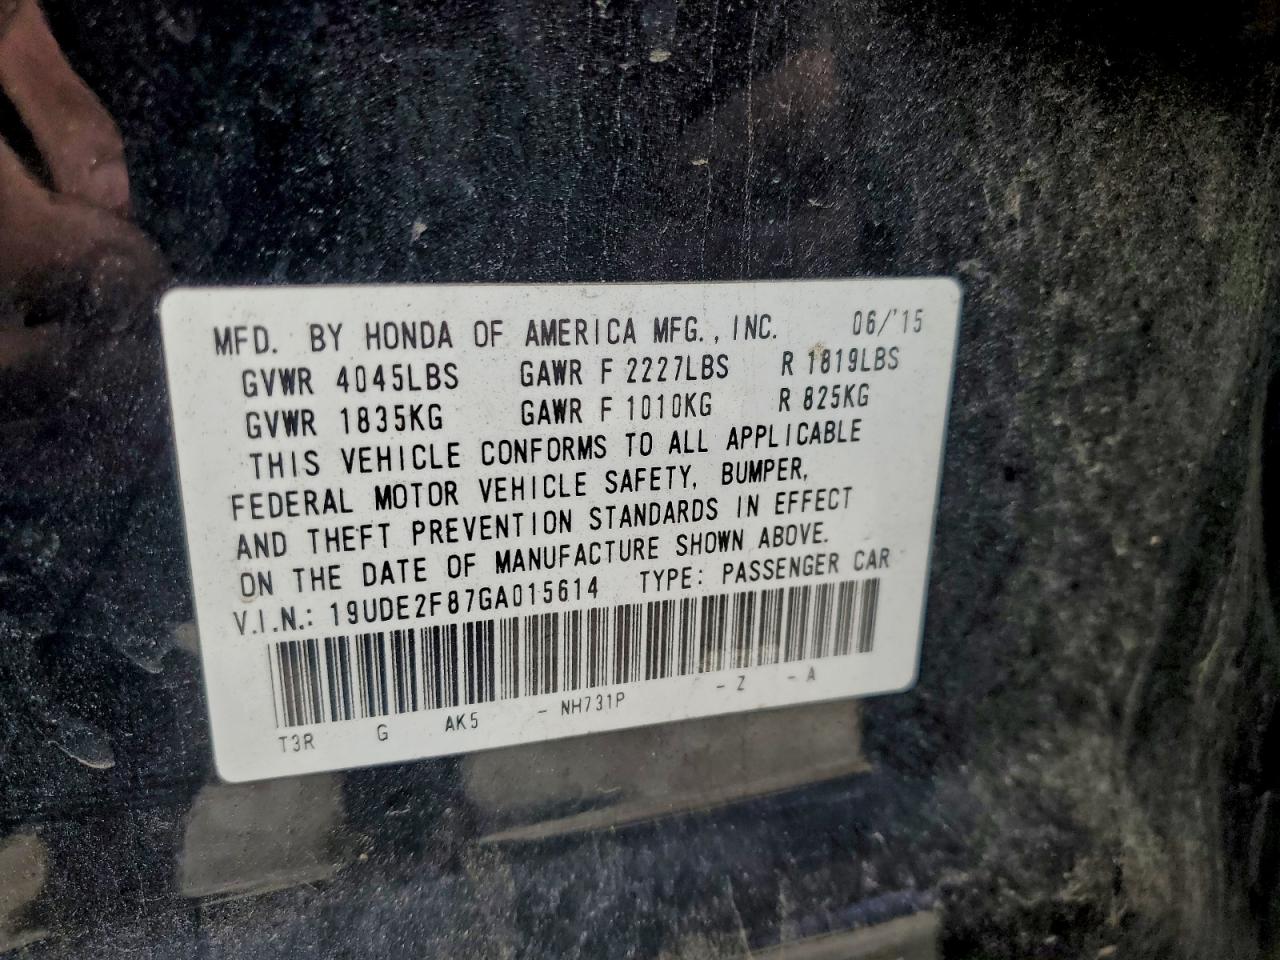 MFD. BY HONDA OF AMERICA MFG., INC. 06/'15
GVWR 4045LBS GAWR F 2227LBS R 1819LBS
GVWR 1835KG GAWR F 1010KG R 825KG
THIS VEHICLE CONFORMS TO ALL APPLICABLE
FEDERAL MOTOR VEHICLE SAFETY, BUMPER,
AND THEFT PREVENTION STANDARDS IN EFFECT
ON THE DATE OF MANUFACTURE SHOWN ABOVE.
V.I.N.: 19UDE2F87GA015614 TYPE: PASSENGER CAR
T3R G AK5 - NH731P - Z - A